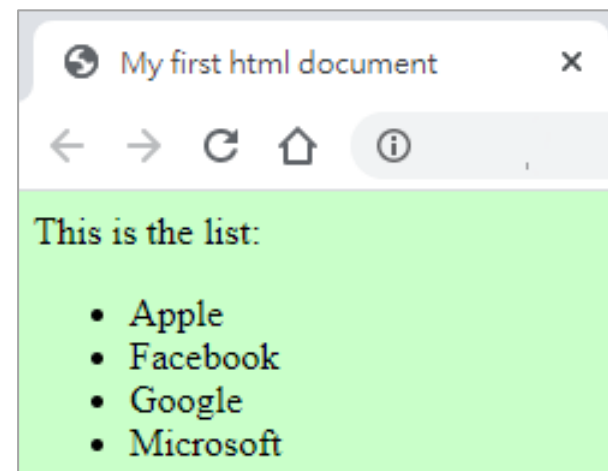 My first html document
This is the list:
Apple
Facebook
Google
Microsoft